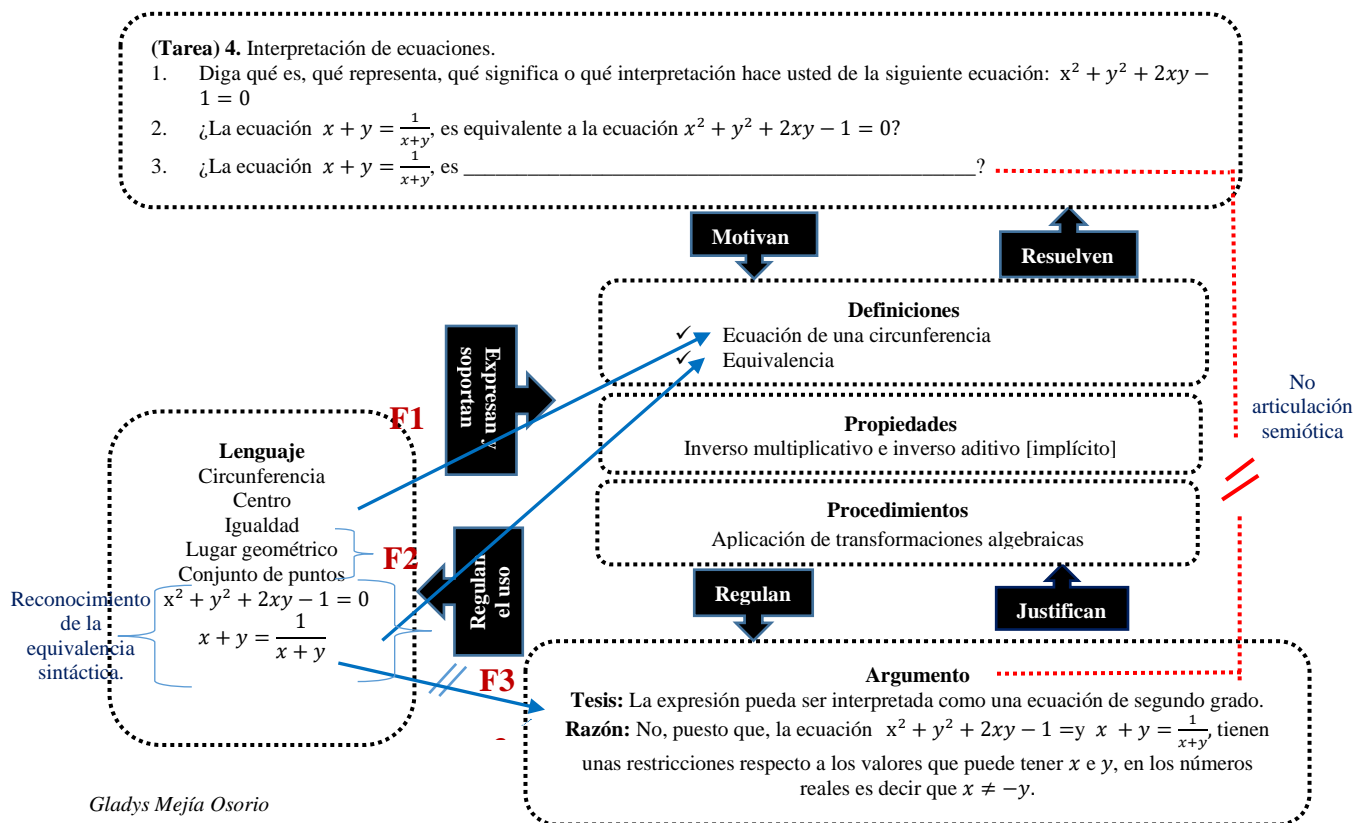 (Tarea) 4. Interpretación de ecuaciones.
1. Diga qué es, qué representa, qué significa o qué interpretación hace usted de la siguiente ecuación: x² + y² + 2xy −
1 = 0
2. ¿La ecuación x + y = 1/(x+y), es equivalente a la ecuación x² + y² + 2xy − 1 = 0?
3. ¿La ecuación x + y = 1/(x+y), es ________________________________________________?
Motivan
Resuelven
Definiciones
✓ Ecuación de una circunferencia
✓ Equivalencia
Expresan y
soportan
No
articulación
semiótica
F1
Propiedades
Inverso multiplicativo e inverso aditivo [implícito]
Lenguaje
Circunferencia
Centro
Igualdad
Lugar geométrico
Conjunto de puntos
x² + y² + 2xy − 1 = 0
x + y = 1/(x + y)
Procedimientos
Aplicación de transformaciones algebraicas
F2
Regulan
el uso
Reconocimiento
de la
equivalencia
sintáctica.
Regulan
Justifican
F3
Argumento
Tesis: La expresión pueda ser interpretada como una ecuación de segundo grado.
Razón: No, puesto que, la ecuación x² + y² + 2xy − 1 =y x + y = 1/(x+y), tienen
unas restricciones respecto a los valores que puede tener x e y, en los números
reales es decir que x ≠ −y.
Gladys Mejía Osorio